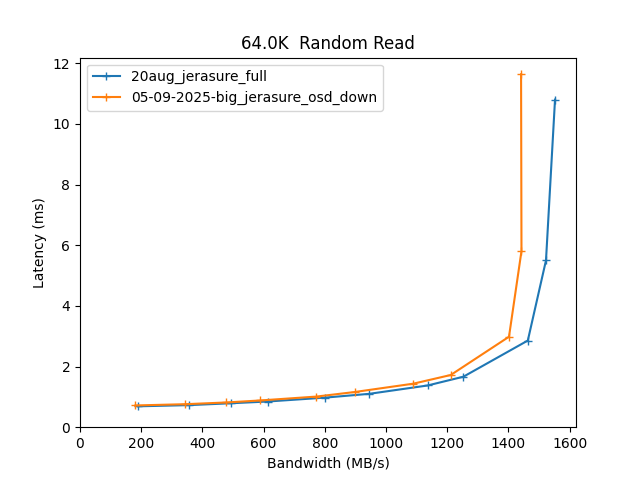 64.0K  Random Read
20aug_jerasure_full
05-09-2025-big_jerasure_osd_down
Latency (ms)
12
10
8
6
4
2
0
0 200 400 600 800 1000 1200 1400 1600
Bandwidth (MB/s)